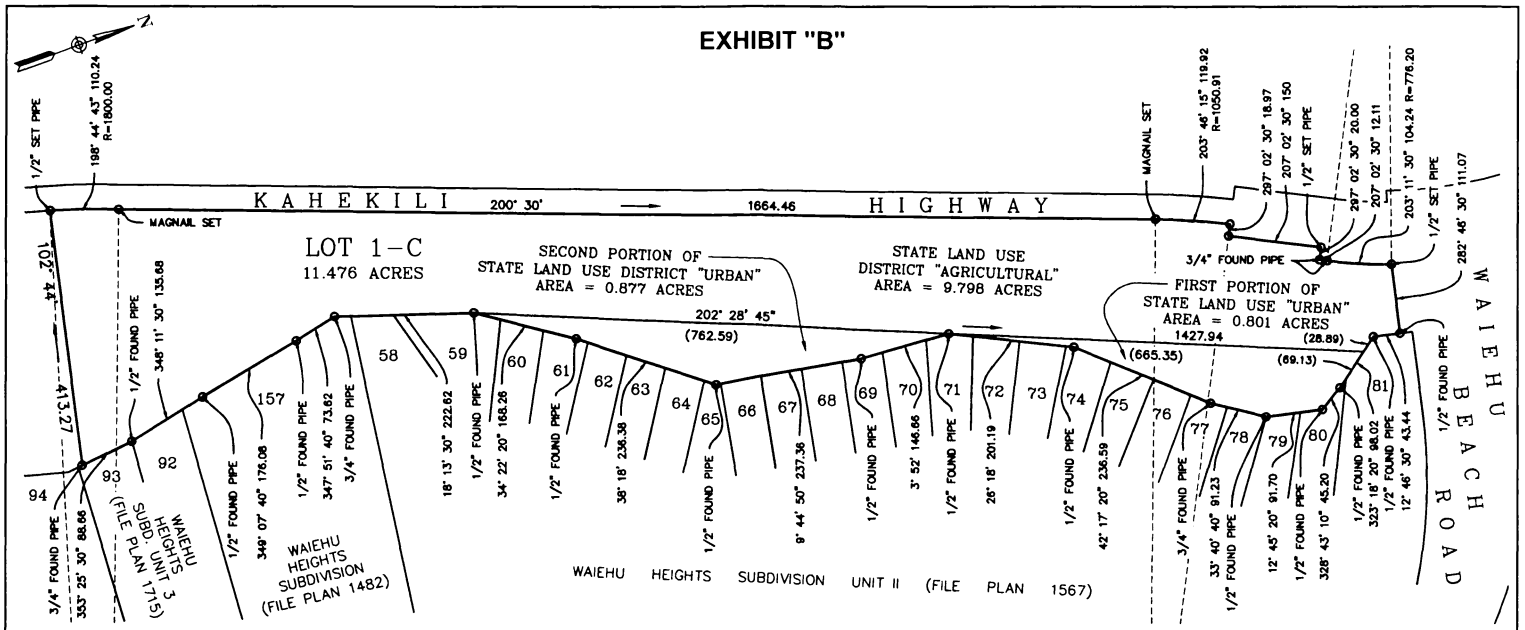 EXHIBIT "B"
N
1/2" SET PIPE
198° 44' 43" 110.24
R=1800.00
MAGNAIL SET
KAHEKILI
200° 30'
1664.46
HIGHWAY
MAGNAIL SET
203° 46' 15" 119.92
R=1050.91
297° 02' 30" 18.97
207° 02' 30" 150
1/2" SET PIPE
297° 02' 30" 20.00
207° 02' 30" 12.11
203° 11' 30" 104.24 R=776.20
1/2" SET PIPE
282° 46' 30" 111.07
3/4" FOUND PIPE
102° 44'
413.27
LOT 1-C
11.476 ACRES
SECOND PORTION OF
STATE LAND USE DISTRICT "URBAN"
AREA = 0.877 ACRES
STATE LAND USE
DISTRICT "AGRICULTURAL"
AREA = 9.798 ACRES
FIRST PORTION OF
STATE LAND USE "URBAN"
AREA = 0.801 ACRES
202° 28' 45"
1427.94
(762.59)
(665.35)
(28.89)
(69.13)
WAIEHU
BEACH
ROAD
94
93
92
157
58
59
60
61
62
63
64
65
66
67
68
69
70
71
72
73
74
75
76
77
78
79
80
81
3/4" FOUND PIPE
353° 25' 30" 88.66
1/2" FOUND PIPE
348° 11' 30" 135.68
1/2" FOUND PIPE
349° 07' 40" 176.08
1/2" FOUND PIPE
347° 51' 40" 73.62
3/4" FOUND PIPE
18° 13' 30" 222.62
1/2" FOUND PIPE
34° 22' 20" 168.26
1/2" FOUND PIPE
38° 18' 236.38
1/2" FOUND PIPE
9° 44' 50" 237.36
1/2" FOUND PIPE
3° 52' 146.66
1/2" FOUND PIPE
26° 18' 201.19
1/2" FOUND PIPE
42° 17' 20" 236.59
3/4" FOUND PIPE
33° 40' 40" 91.23
1/2" FOUND PIPE
12° 45' 20" 91.70
1/2" FOUND PIPE
328° 43' 10" 45.20
1/2" FOUND PIPE
323° 18' 20" 98.02
1/2" FOUND PIPE
12° 46' 30" 43.44
1/2" FOUND PIPE
WAIEHU
HEIGHTS
SUBD. UNIT 3
(FILE PLAN 1715)
WAIEHU
HEIGHTS
SUBDIVISION
(FILE PLAN 1482)
WAIEHU HEIGHTS SUBDIVISION UNIT II (FILE PLAN 1567)